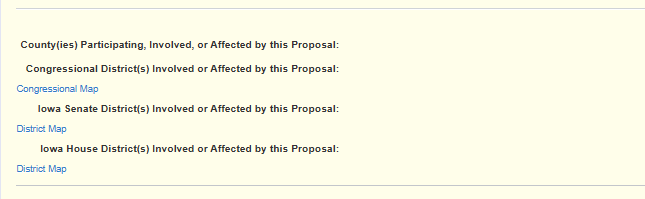 County(ies) Participating, Involved, or Affected by this Proposal:
Congressional District(s) Involved or Affected by this Proposal:
Congressional Map
Iowa Senate District(s) Involved or Affected by this Proposal:
District Map
Iowa House District(s) Involved or Affected by this Proposal:
District Map